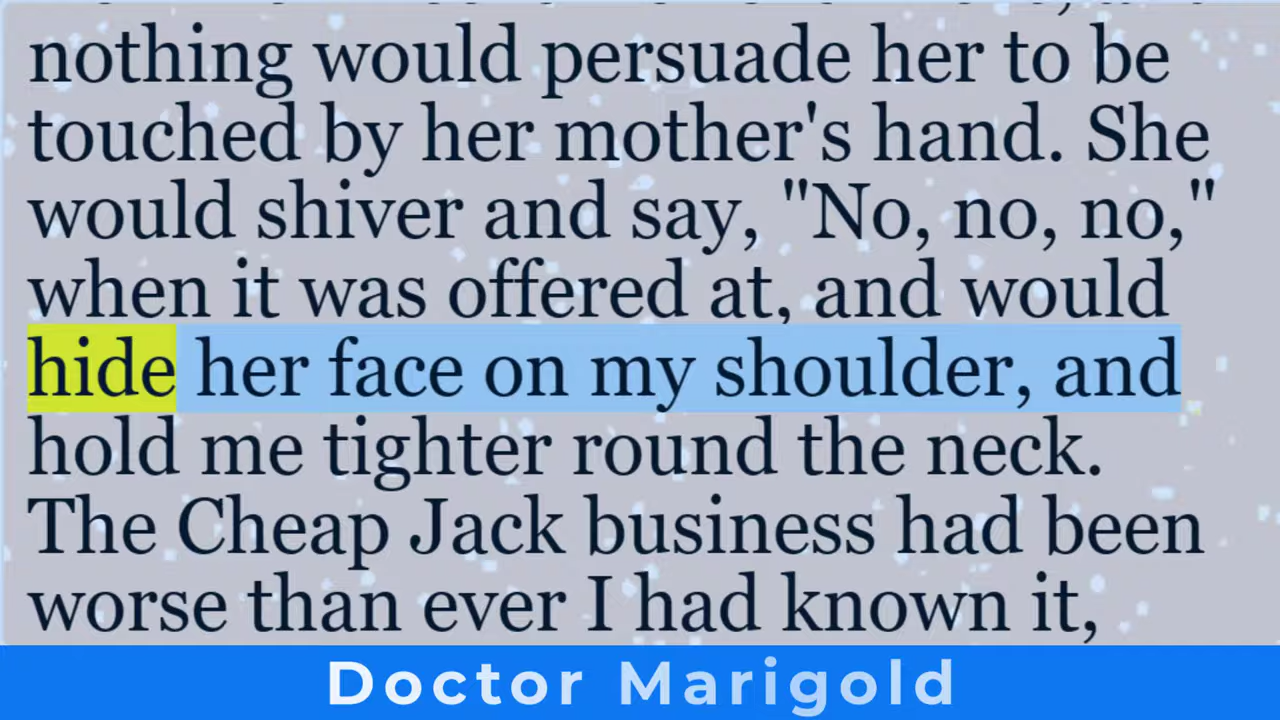 nothing would persuade her to be
touched by her mother's hand. She
would shiver and say, "No, no, no,"
when it was offered at, and would
hide her face on my shoulder, and
hold me tighter round the neck.
The Cheap Jack business had been
worse than ever I had known it,
Doctor Marigold